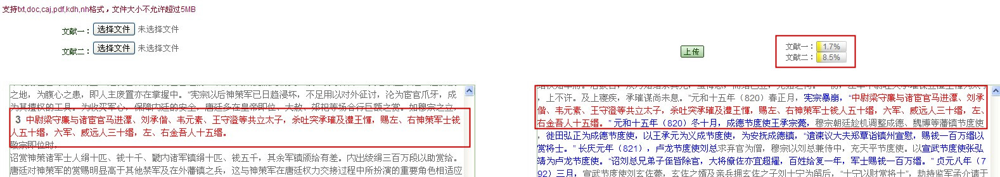 支持txt,doc,caj,pdf,kdh,nh格式，文件大小不允许超过5MB
文献一： 选择文件 未选择文件
文献二： 选择文件 未选择文件
上传
文献一： 1.7%
文献二： 8.5%
之地，为腹心之患，即人主废置亦在掌握中。”宪宗以后神策军已日趋浸坏，不足用以对外征讨，沦为宦官爪牙，成
为其擅权的工具。为收买军心，保障内廷的安全，唐廷多在皇帝即位、大赦、郊祀等场合行巨额之赏。如穆宗之立，
3 中尉梁守廉与诸宦官马进潭、刘承偕、韦元素、王守澄等共立太子，杀吐突承璀及澧王恽，赐左、右神策军士钱
人五十缗，六军、威远人三十缗，左、右金吾人十五缗。
敬宗即位时，
诏赏神策诸军士人绢十匹、钱十千、畿内诸军镇绢十匹、钱五千，其余军镇颁给有差。内出绫绢三百万段以助赏给。
唐廷对神策军的赏赐明显高于其他禁军及在外藩镇之兵，这与神策军在唐廷权力交接过程中所扮演的重要角色相适应
，上不许。及上寝疾，承璀谋尚未息。”元和十五年（820）春正月，宪宗暴崩，“中尉梁守廉与诸宦官马进潭、刘承
偕、韦元素、王守澄等共立太子，杀吐突承璀及澧王恽，赐左、右神策军士钱人五十缗，六军、威远人三十缗，左、
右金吾人十五缗。” 元和十五年（820）冬十月，成德节度使王承宗薨，穆宗朝廷趁机调整成德、魏博等藩镇节度使
，徙田弘正为成德节度使，以王承元为义成节度使，为安抚成德镇，“遣谏议大夫郑覃诣镇州宣慰，赐钱一百万缗以
赏将士。” 长庆元年（821），卢龙节度使刘总求弃官为僧，穆宗以刘总兼侍中，充天平节度使。以宣武节度使张弘
靖为卢龙节度使。“诏刘总兄弟子侄皆除官，大将僚佐亦宜超擢，百姓给复一年，军士赐钱一百万缗。” 贞元八年（7
92）三月，宣武节度使刘玄佐薨，玄佐之婿及亲兵拥玄佐之子刘士宁为留后，“士宁以财赏将士”，劫持监军孟介请于